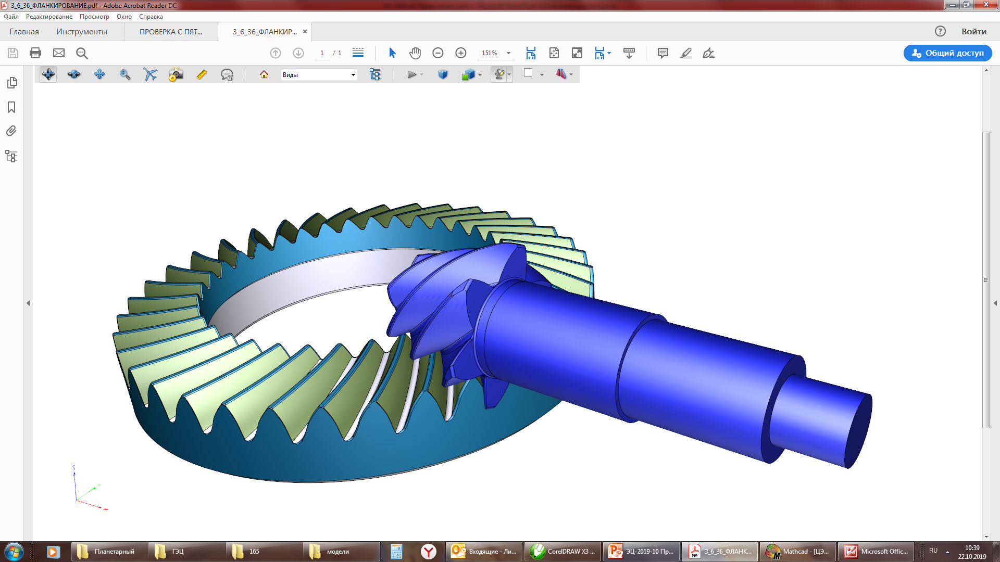 3_6_36_ФЛАНКИРОВАНИЕ.pdf - Adobe Acrobat Reader DC
Файл Редактирование Просмотр Окно Справка
Главная Инструменты ПРОВЕРКА С ПЯТ... 3_6_36_ФЛАНКИР... × Войти
1 / 1 151% Общий доступ
Виды
Планетарный ГЭЦ 165 модели Входящие - Ли... CorelDRAW X3 ... ЭЦ-2019-10 Пр... 3_6_36_ФЛАНК... Mathcad - [ЦЭ... Microsoft Offic... RU 10:39
22.10.2019